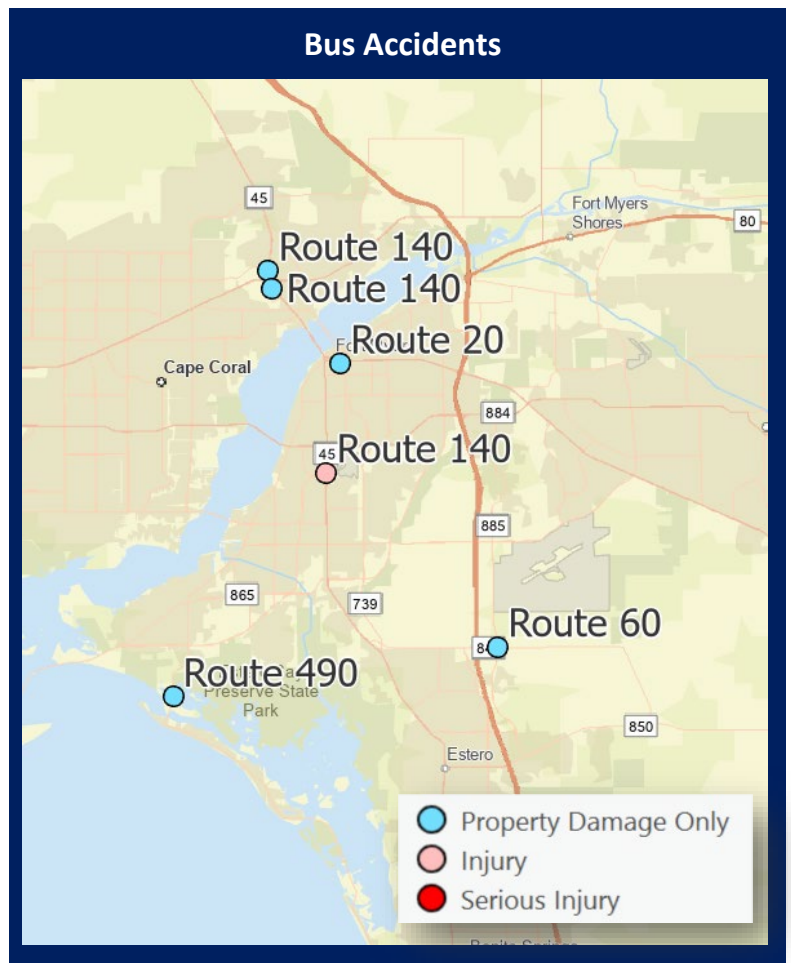 Bus Accidents
45
Fort Myers
Shores
80
Route 140
Route 140
Route 20
Cape Coral
884
45
Route 140
885
865
739
Route 60
Route 490
Preserve State
Park
850
Estero
Property Damage Only
Injury
Serious Injury